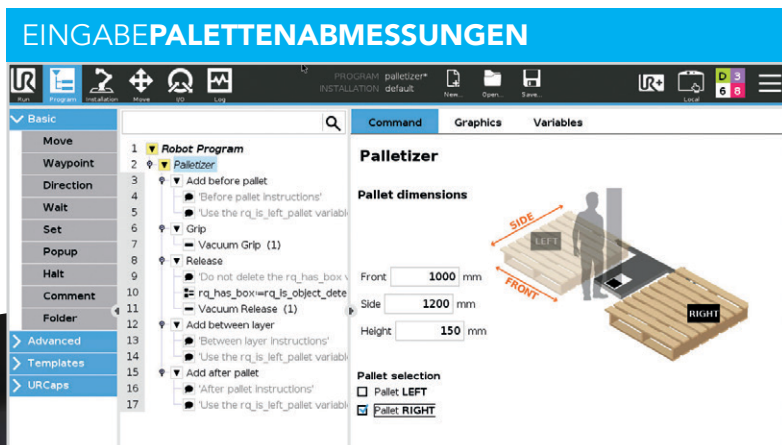 EINGABEPALETTENABMESSUNGEN
UR
PROGRAM palletizer*
INSTALLATION default
Run Program Installation Move I/O Log New... Open... Save... UR+ Local D 3
6 8
Basic
Move
Waypoint
Direction
Wait
Set
Popup
Halt
Comment
Folder
Advanced
Templates
URCaps
1 Robot Program
2 Palletizer
3 Add before pallet
4 'Before pallet instructions'
5 'Use the rq_is_left_pallet variabl
6 Grip
7 Vacuum Grip (1)
8 Release
9 'Do not delete the rq_has_box v
10 rq_has_box≔rq_is_object_dete
11 Vacuum Release (1)
12 Add between layer
13 'Between layer instructions'
14 'Use the rq_is_left_pallet variabl
15 Add after pallet
16 'After pallet instructions'
17 'Use the rq_is_left_pallet variabl
Command Graphics Variables
Palletizer
Pallet dimensions
SIDE
LEFT
FRONT
RIGHT
Front 1000 mm
Side 1200 mm
Height 150 mm
Pallet selection
Pallet LEFT
Pallet RIGHT